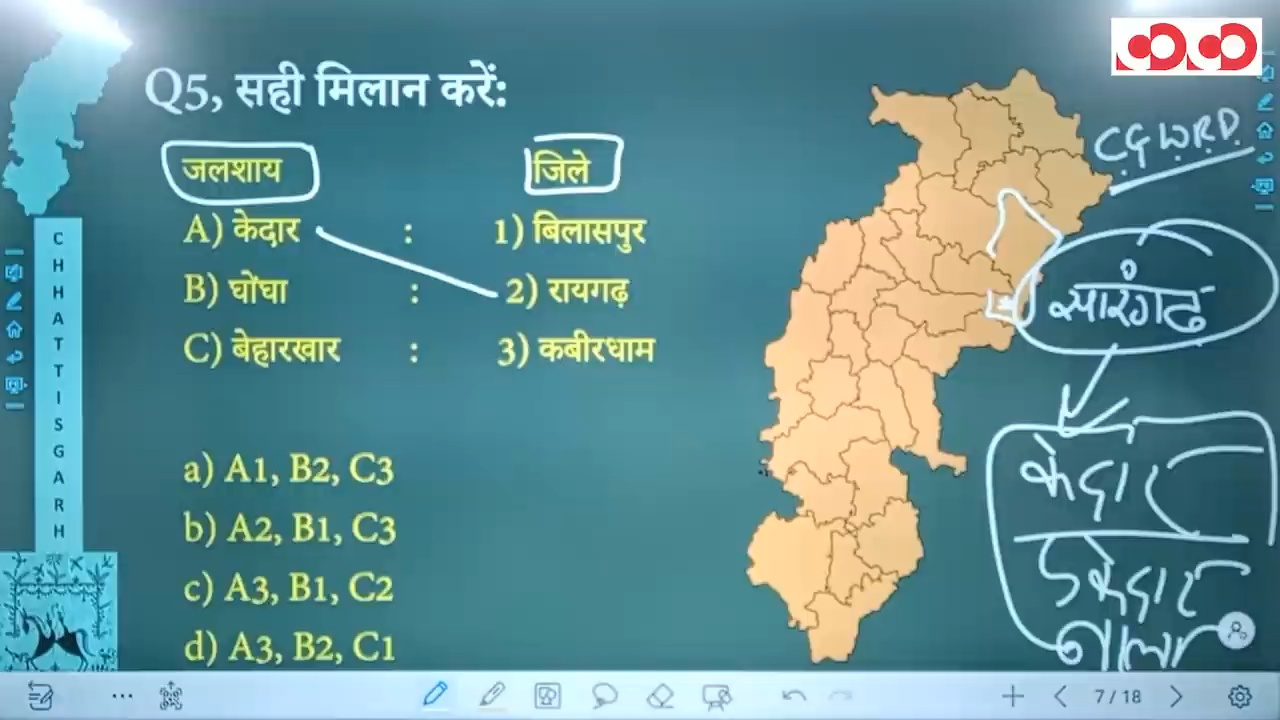 Q5, सही मिलान करें:
जलशाय जिले
A) केदार : 1) बिलासपुर
B) घोंघा : 2) रायगढ़
C) बेहारखार : 3) कबीरधाम
a) A1, B2, C3
b) A2, B1, C3
c) A3, B1, C2
d) A3, B2, C1
CHHATTISGARH
C.G.W.R.D.
सारंगढ़
केदार
केदार
नाला
7 / 18